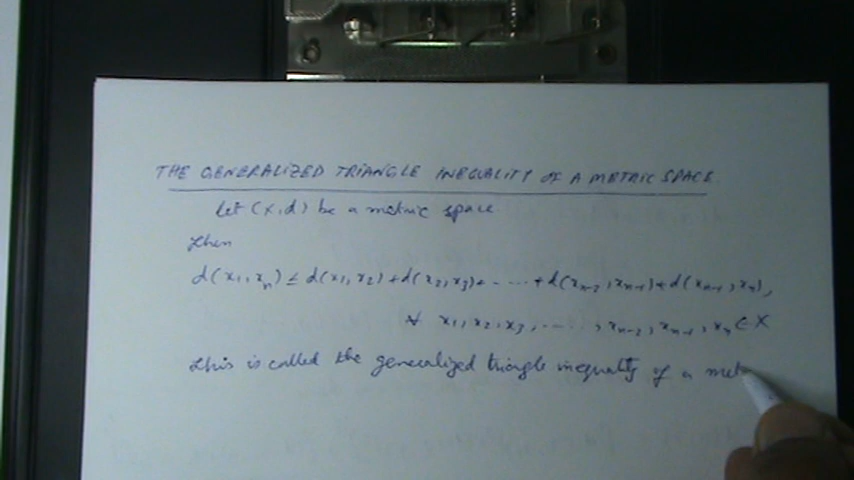 THE GENERALIZED TRIANGLE INEQUALITY OF A METRIC SPACE.
Let (X,d) be a metric space.
Then
d(x₁,xₙ) ≤ d(x₁,x₂)+d(x₂,x₃)+-----+d(xₙ₋₂,xₙ₋₁)+d(xₙ₋₁,xₙ),
∀ x₁,x₂,x₃,----,xₙ₋₂,xₙ₋₁,xₙ∈X
This is called the generalized triangle inequality of a met